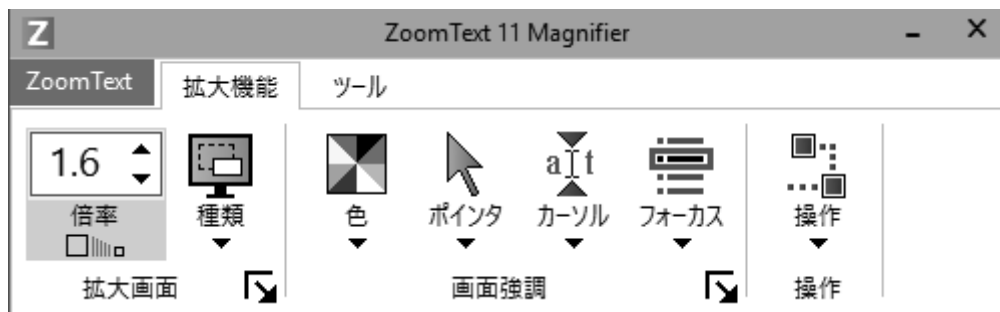 Z ZoomText 11 Magnifier
ZoomText 拡大機能 ツール
1.6
倍率 種類 色 a t ポインタ カーソル フォーカス 操作
拡大画面 画面強調 操作